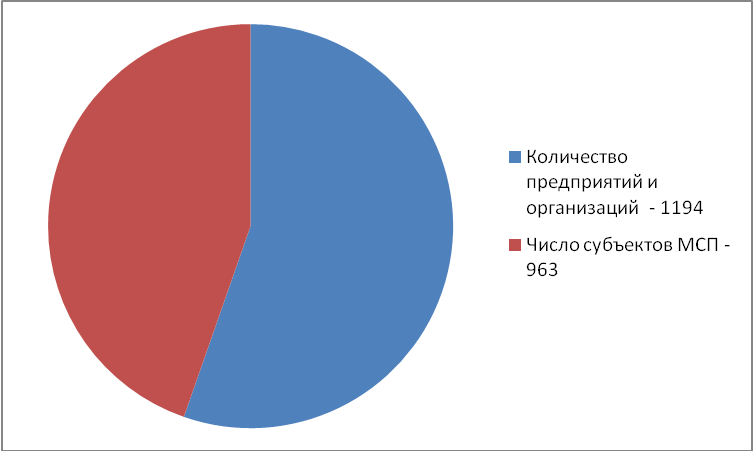 Количество
предприятий и
организаций - 1194
Число субъектов МСП -
963